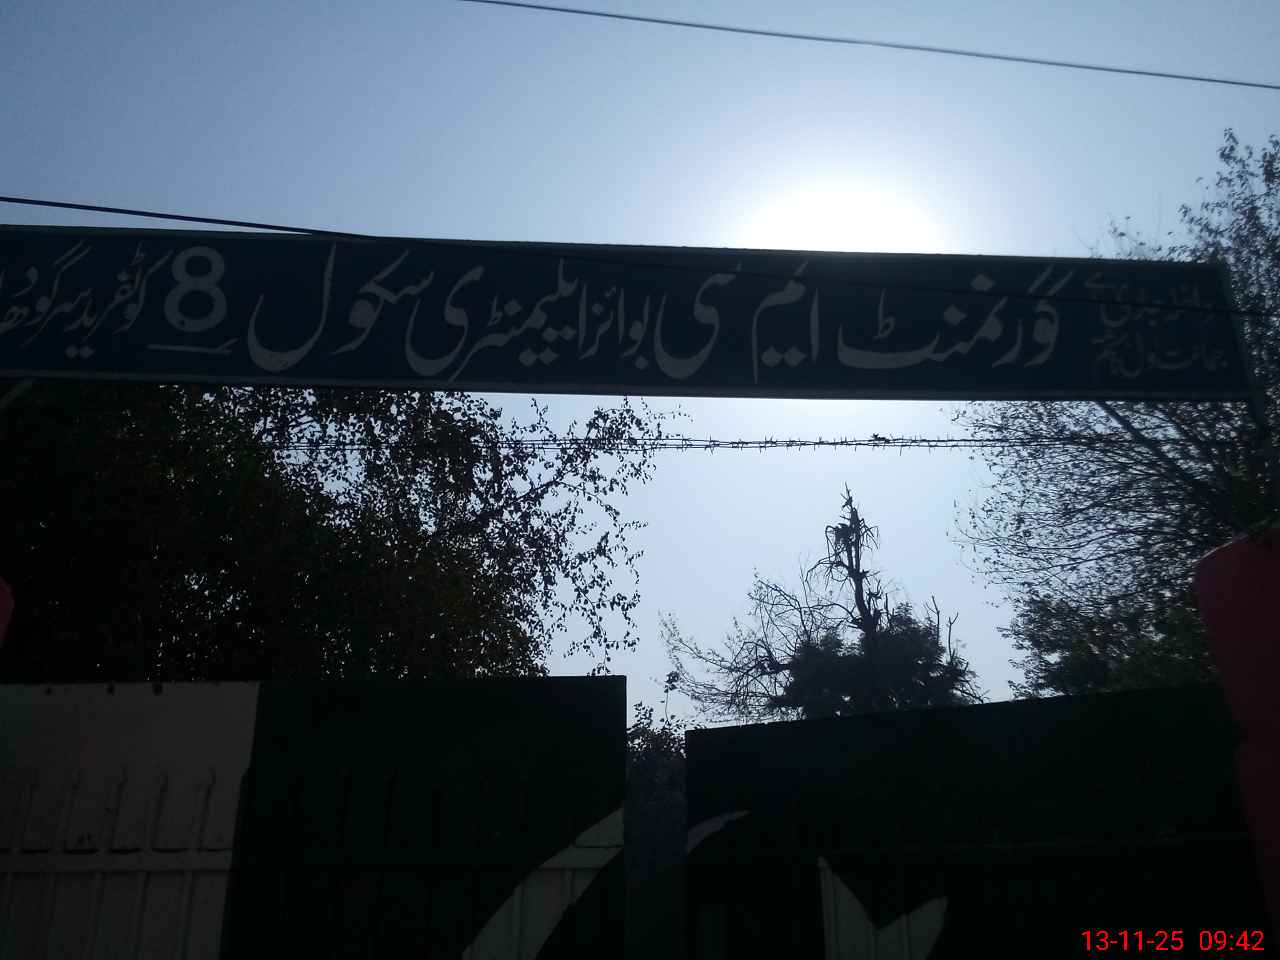 گورنمنٹ ایم سی بوائز ایلیمنٹری سکول 8 کوٹ فرید سرگودھا
13-11-25 09:42